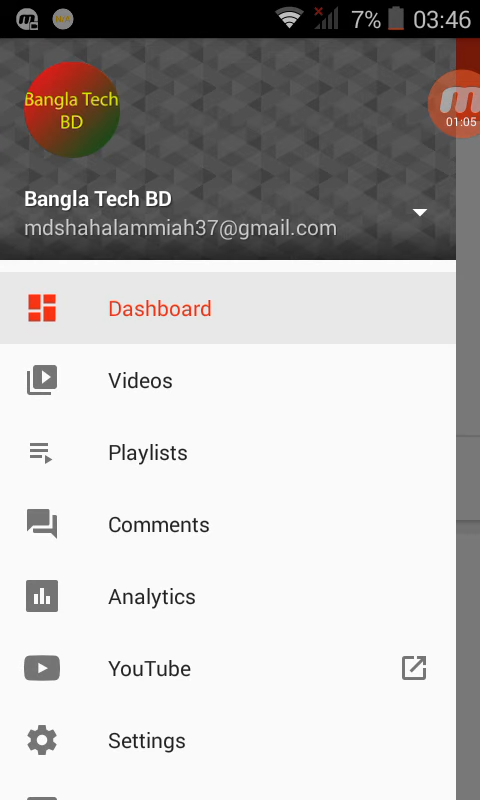 7% 03:46
Bangla Tech
BD
01:05
Bangla Tech BD
mdshahalammiah37@gmail.com
Dashboard
Videos
Playlists
Comments
Analytics
YouTube
Settings